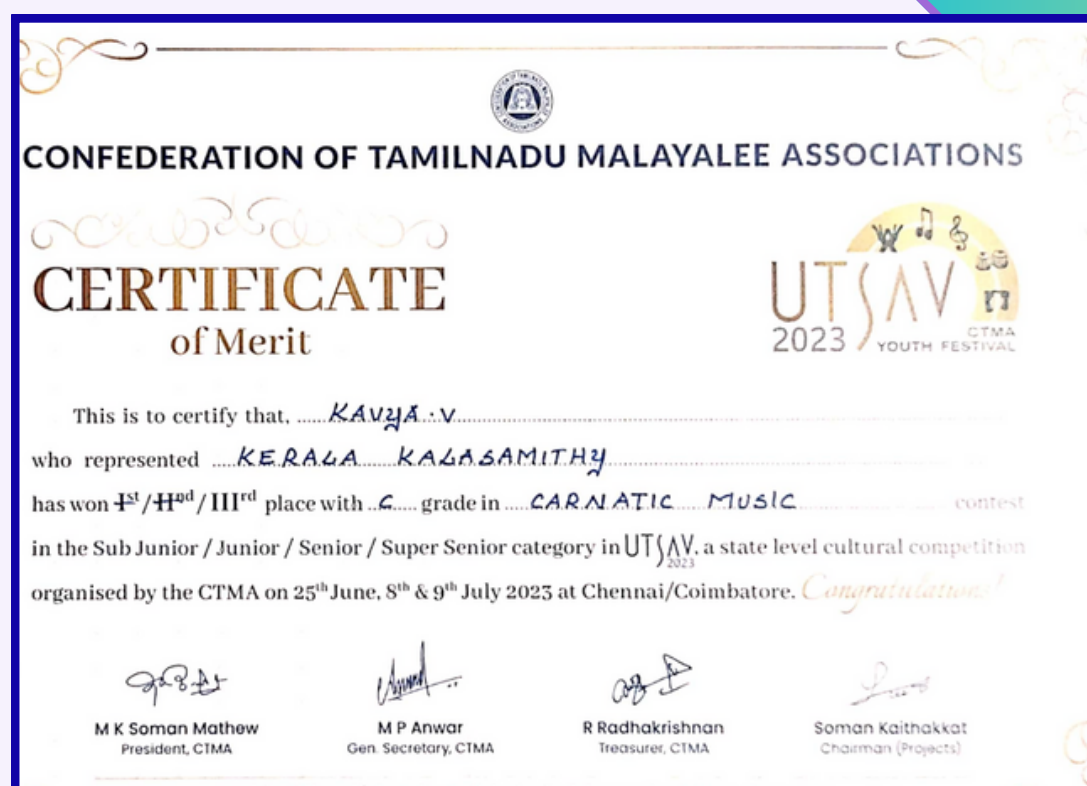 CONFEDERATION OF TAMILNADU MALAYALEE ASSOCIATIONS
CERTIFICATE
of Merit
UTSAV
2023 CTMA
YOUTH FESTIVAL
This is to certify that, KAVYA.V
who represented KERALA KALASAMITHY
has won Ist/IInd/IIIrd place with C grade in CARNATIC MUSIC contest
in the Sub Junior / Junior / Senior / Super Senior category in UTSAV 2023, a state level cultural competition
organised by the CTMA on 25th June, 8th & 9th July 2023 at Chennai/Coimbatore. Congratulations!
M K Soman Mathew
President, CTMA
M P Anwar
Gen. Secretary, CTMA
R Radhakrishnan
Treasurer, CTMA
Soman Kaithakkat
Chairman (Projects)